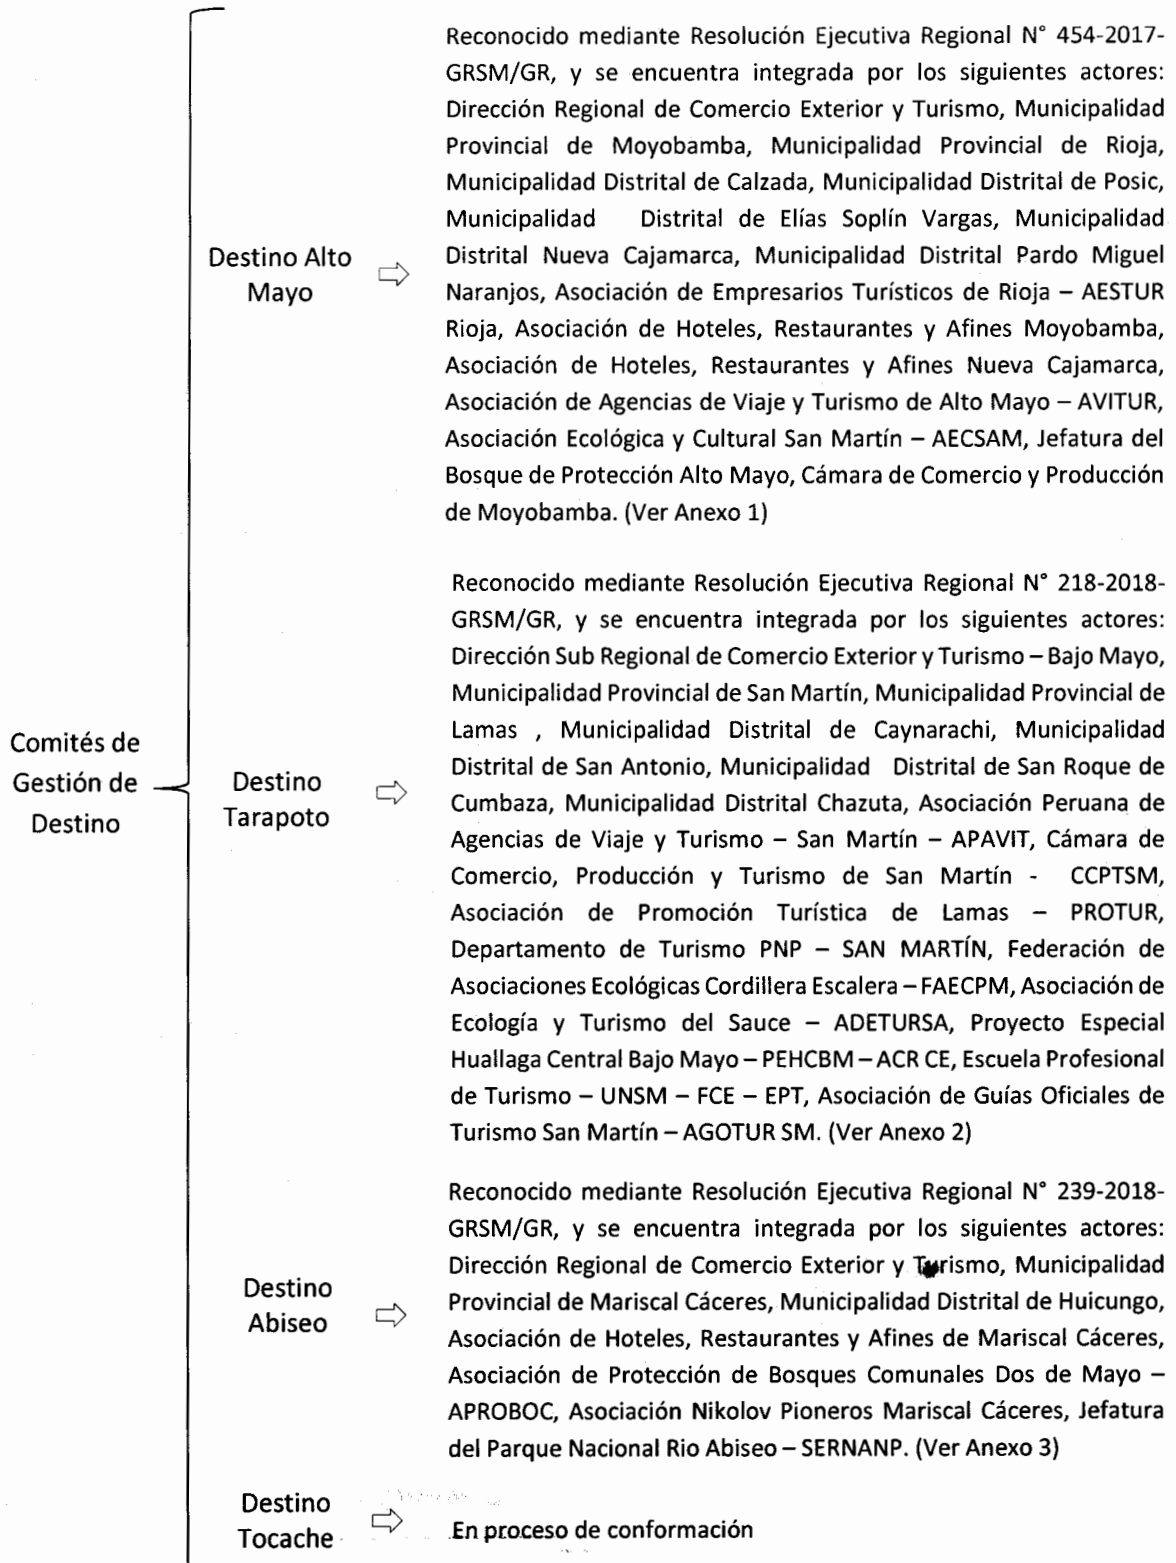 Comités de
Gestión de
Destino
Destino Alto
Mayo
Reconocido mediante Resolución Ejecutiva Regional N° 454-2017-
GRSM/GR, y se encuentra integrada por los siguientes actores:
Dirección Regional de Comercio Exterior y Turismo, Municipalidad
Provincial de Moyobamba, Municipalidad Provincial de Rioja,
Municipalidad Distrital de Calzada, Municipalidad Distrital de Posic,
Municipalidad Distrital de Elías Soplín Vargas, Municipalidad
Distrital Nueva Cajamarca, Municipalidad Distrital Pardo Miguel
Naranjos, Asociación de Empresarios Turísticos de Rioja – AESTUR
Rioja, Asociación de Hoteles, Restaurantes y Afines Moyobamba,
Asociación de Hoteles, Restaurantes y Afines Nueva Cajamarca,
Asociación de Agencias de Viaje y Turismo de Alto Mayo – AVITUR,
Asociación Ecológica y Cultural San Martín – AECSAM, Jefatura del
Bosque de Protección Alto Mayo, Cámara de Comercio y Producción
de Moyobamba. (Ver Anexo 1)
Destino
Tarapoto
Reconocido mediante Resolución Ejecutiva Regional N° 218-2018-
GRSM/GR, y se encuentra integrada por los siguientes actores:
Dirección Sub Regional de Comercio Exterior y Turismo – Bajo Mayo,
Municipalidad Provincial de San Martín, Municipalidad Provincial de
Lamas , Municipalidad Distrital de Caynarachi, Municipalidad
Distrital de San Antonio, Municipalidad Distrital de San Roque de
Cumbaza, Municipalidad Distrital Chazuta, Asociación Peruana de
Agencias de Viaje y Turismo – San Martín – APAVIT, Cámara de
Comercio, Producción y Turismo de San Martín - CCPTSM,
Asociación de Promoción Turística de Lamas – PROTUR,
Departamento de Turismo PNP – SAN MARTÍN, Federación de
Asociaciones Ecológicas Cordillera Escalera – FAECPM, Asociación de
Ecología y Turismo del Sauce – ADETURSA, Proyecto Especial
Huallaga Central Bajo Mayo – PEHCBM – ACR CE, Escuela Profesional
de Turismo – UNSM – FCE – EPT, Asociación de Guías Oficiales de
Turismo San Martín – AGOTUR SM. (Ver Anexo 2)
Destino
Abiseo
Reconocido mediante Resolución Ejecutiva Regional N° 239-2018-
GRSM/GR, y se encuentra integrada por los siguientes actores:
Dirección Regional de Comercio Exterior y Turismo, Municipalidad
Provincial de Mariscal Cáceres, Municipalidad Distrital de Huicungo,
Asociación de Hoteles, Restaurantes y Afines de Mariscal Cáceres,
Asociación de Protección de Bosques Comunales Dos de Mayo –
APROBOC, Asociación Nikolov Pioneros Mariscal Cáceres, Jefatura
del Parque Nacional Rio Abiseo – SERNANP. (Ver Anexo 3)
Destino
Tocache
En proceso de conformación